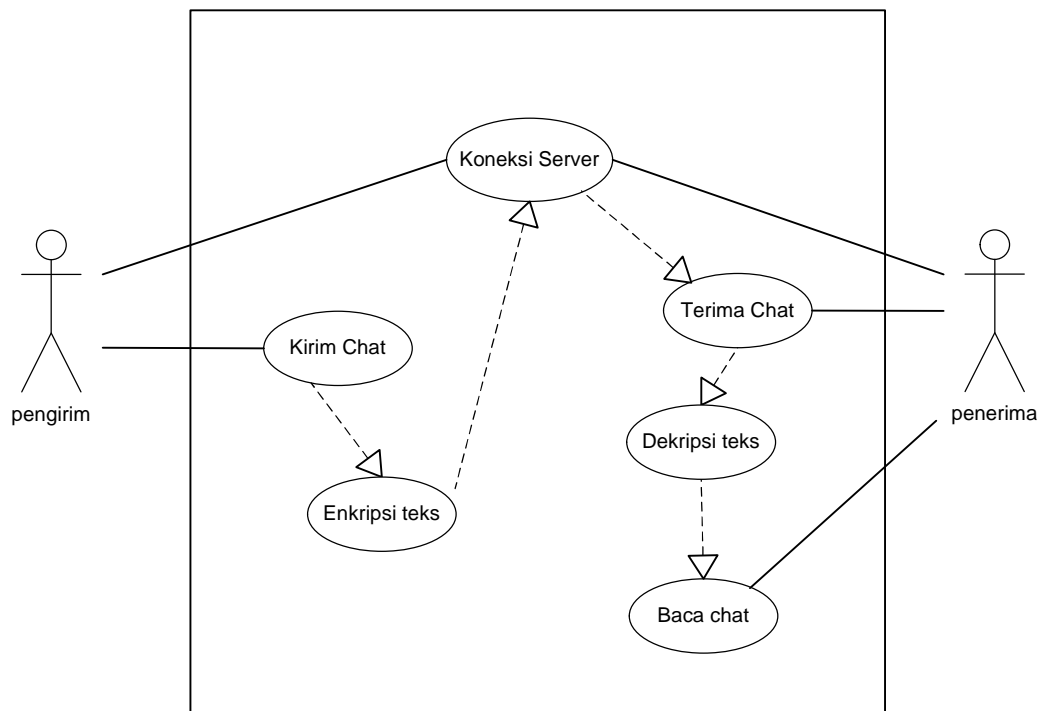 Koneksi Server
Terima Chat
Kirim Chat
pengirim
penerima
Dekripsi teks
Enkripsi teks
Baca chat